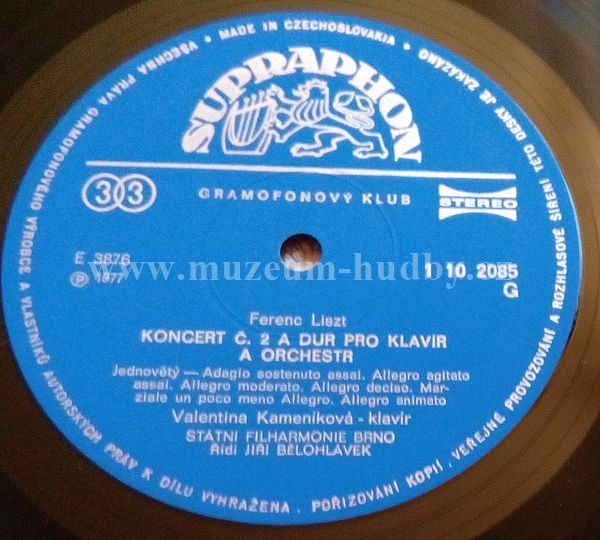 VŠECHNA PRÁVA GRAMOFONOVÉHO VÝROBCE A VLASTNÍKŮ AUTORSKÝCH PRÁV K DÍLU VYHRAŽENA. POŘIZOVÁNÍ KOPIÍ, VEŘEJNÉ PROVOZOVÁNÍ A ROZHLASOVÉ ŠÍŘENÍ TÉTO DESKY JE ZAKÁZÁNO • MADE IN CZECHOSLOVAKIA •
SUPRAPHON
33
GRAMOFONOVÝ KLUB
STEREO
E 3876
1 10 2085
℗ 1977
G
www.muzeum-hudby.cz
Ferenc Liszt
KONCERT Č. 2 A DUR PRO KLAVÍR
A ORCHESTR
Jednovětý — Adagio sostenuto assai. Allegro agitato
assai. Allegro moderato. Allegro deciso. Mar-
ziale un poco meno Allegro. Allegro animato
Valentina Kameníková - klavír
STÁTNÍ FILHARMONIE BRNO
Řídí JIŘÍ BĚLOHLÁVEK